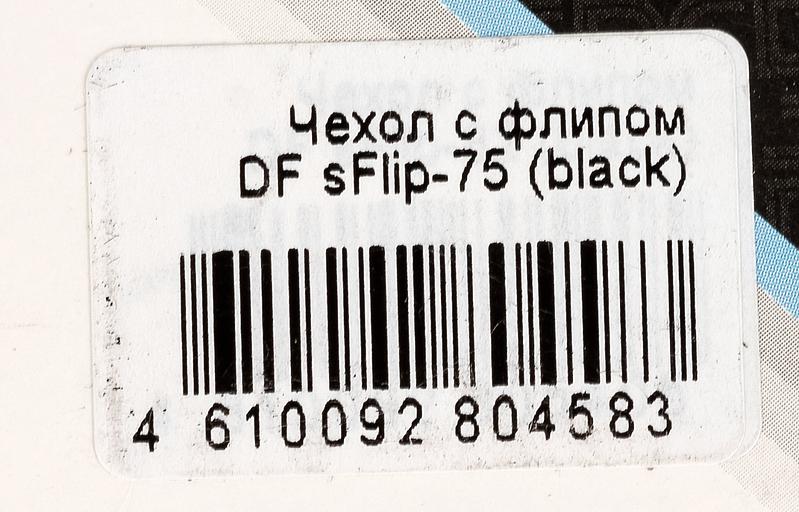 Чехол с флипом
DF sFlip-75 (black)
4 610092 804583